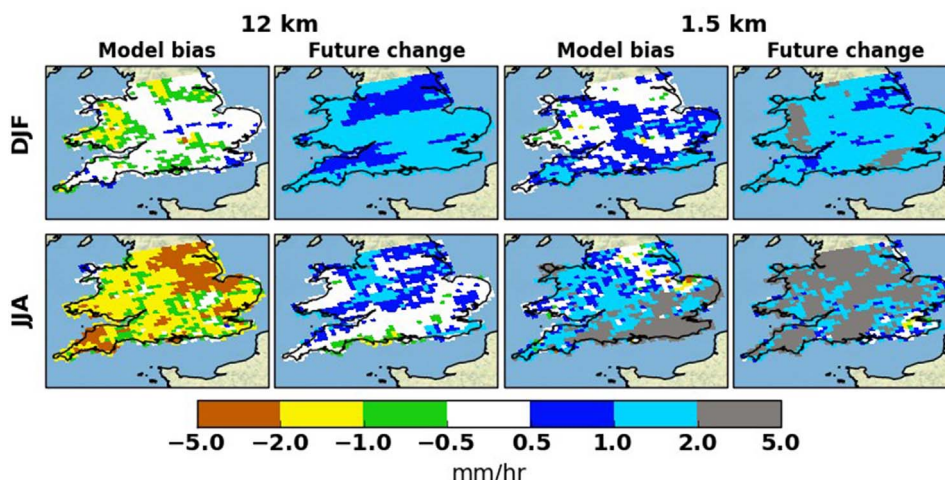 12 km 1.5 km
Model bias Future change Model bias Future change
DJF
JJA
−5.0 −2.0 −1.0 −0.5 0.5 1.0 2.0 5.0
mm/hr